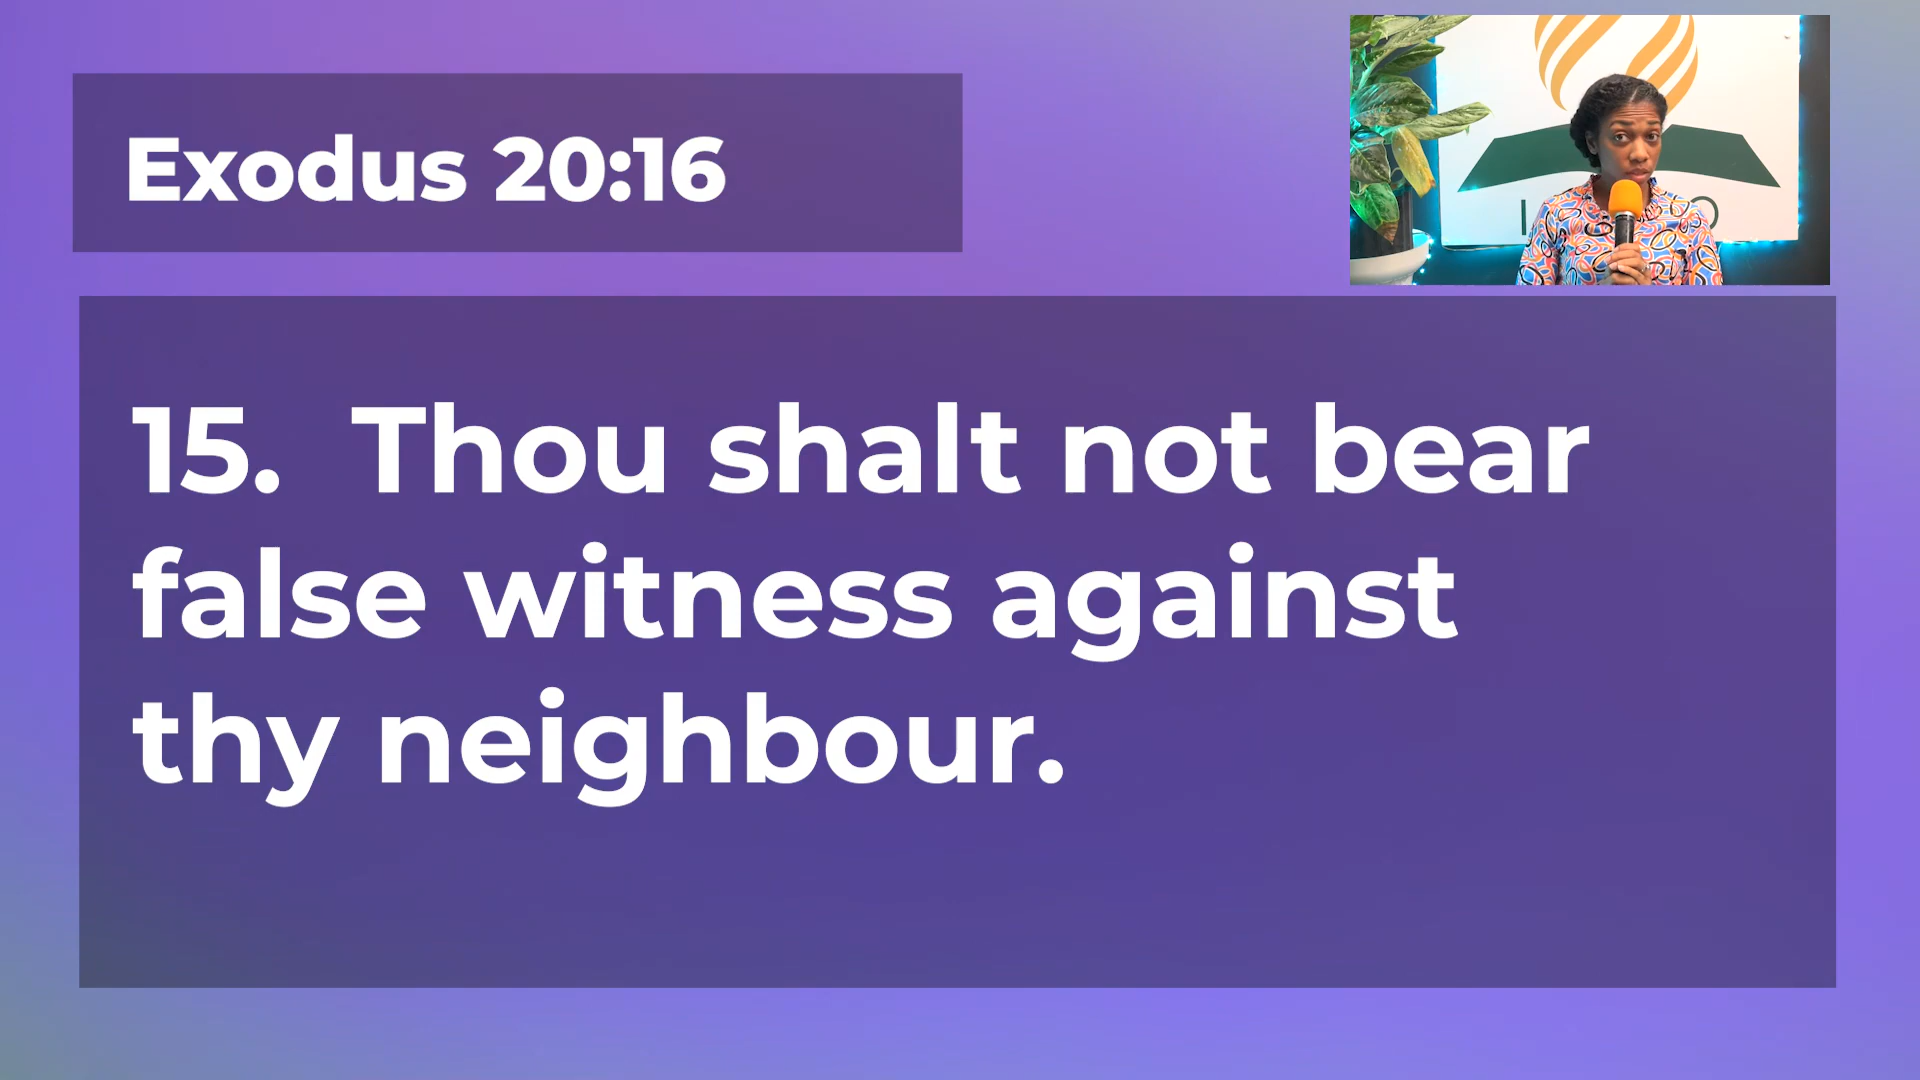 Exodus 20:16
15. Thou shalt not bear
false witness against
thy neighbour.